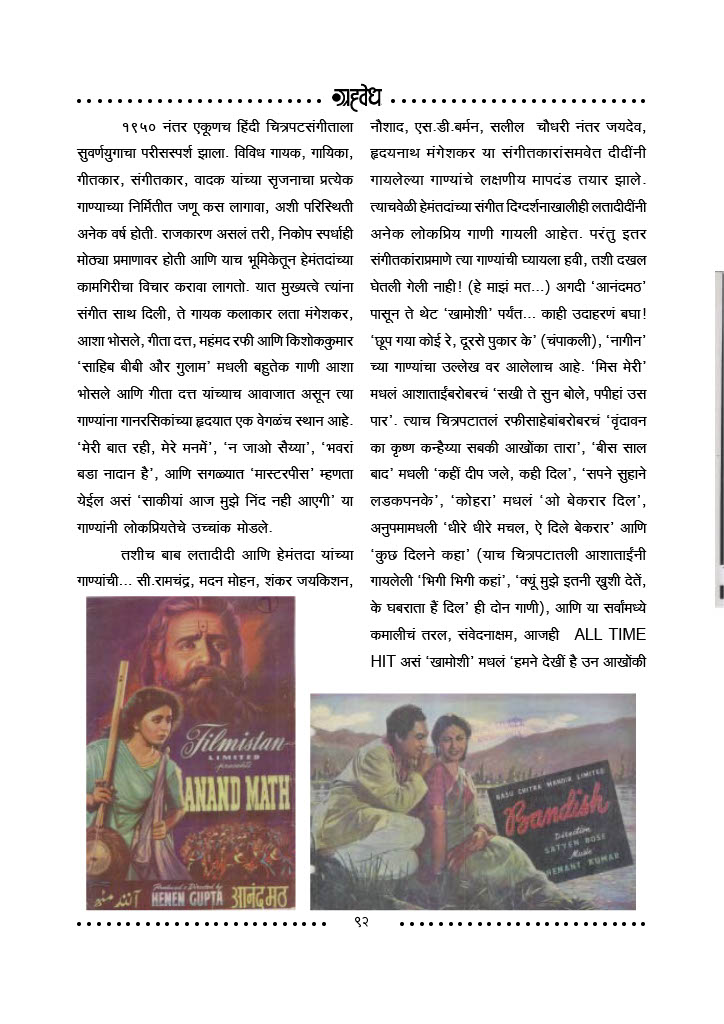 ग्रहवेध
१९५० नंतर एकूणच हिंदी चित्रपटसंगीताला
सुवर्णयुगाचा परीसस्पर्श झाला. विविध गायक, गायिका,
गीतकार, संगीतकार, वादक यांच्या सृजनाचा प्रत्येक
गाण्याच्या निर्मितीत जणू कस लागावा, अशी परिस्थिती
अनेक वर्ष होती. राजकारण असलं तरी, निकोप स्पर्धाही
मोठ्या प्रमाणावर होती आणि याच भूमिकेतून हेमंतदांच्या
कामगिरीचा विचार करावा लागतो. यात मुख्यत्वे त्यांना
संगीत साथ दिली, ते गायक कलाकार लता मंगेशकर,
आशा भोसले, गीता दत्त, महंमद रफी आणि किशोककुमार
‘साहिब बीबी और गुलाम’ मधली बहुतेक गाणी आशा
भोसले आणि गीता दत्त यांच्याच आवाजात असून त्या
गाण्यांना गानरसिकांच्या हृदयात एक वेगळंच स्थान आहे.
‘मेरी बात रही, मेरे मनमें’, ‘न जाओ सैय्या’, ‘भवरां
बडा नादान है’, आणि सगळ्यात ‘मास्टरपीस’ म्हणता
येईल असं ‘साकीयां आज मुझे निंद नही आएगी’ या
गाण्यांनी लोकप्रियतेचे उच्चांक मोडले.
तशीच बाब लतादीदी आणि हेमंतदा यांच्या
गाण्यांची... सी.रामचंद्र, मदन मोहन, शंकर जयकिशन,
नौशाद, एस.डी.बर्मन, सलील चौधरी नंतर जयदेव,
हृदयनाथ मंगेशकर या संगीतकारांसमवेत दीदींनी
गायलेल्या गाण्यांचे लक्षणीय मापदंड तयार झाले.
त्याचवेळी हेमंतदांच्या संगीत दिग्दर्शनाखालीही लतादीदींनी
अनेक लोकप्रिय गाणी गायली आहेत. परंतु इतर
संगीतकारांप्रमाणे त्या गाण्यांची घ्यायला हवी, तशी दखल
घेतली गेली नाही! (हे माझं मत...) अगदी ‘आनंदमठ’
पासून ते थेट ‘खामोशी’ पर्यंत... काही उदाहरणं बघा!
‘छूप गया कोई रे, दूरसे पुकार के’ (चंपाकली), ‘नागीन’
च्या गाण्यांचा उल्लेख वर आलेलाच आहे. ‘मिस मेरी’
मधलं आशाताईंबरोबरचं ‘सखी ते सुन बोले, पपीहां उस
पार’. त्याच चित्रपटातलं रफीसाहेबांबरोबरचं ‘वृंदावन
का कृष्ण कन्हैय्या सबकी आखोंका तारा’, ‘बीस साल
बाद’ मधली ‘कहीं दीप जले, कही दिल’, ‘सपने सुहाने
लडकपनके’, ‘कोहरा’ मधलं ‘ओ बेकरार दिल’,
अनुपमामधली ‘धीरे धीरे मचल, ऐ दिले बेकरार’ आणि
‘कुछ दिलने कहा’ (याच चित्रपटातली आशाताईंनी
गायलेली ‘भिगी भिगी कहां’, ‘क्यूं मुझे इतनी खुशी देतें,
के घबराता हैं दिल’ ही दोन गाणी), आणि या सर्वांमध्ये
कमालीचं तरल, संवेदनाक्षम, आजही ALL TIME
HIT असं ‘खामोशी’ मधलं ‘हमने देखीं है उन आखोंकी
Filmistan
LIMITED
presents
ANAND MATH
Produced & Directed by
HEMEN GUPTA
आनंद मठ
آنند مٹھ
BASU CHITRA MANDIR LIMITED
Bandish
Direction
SATYEN BOSE
Music
HEMANT KUMAR
९२